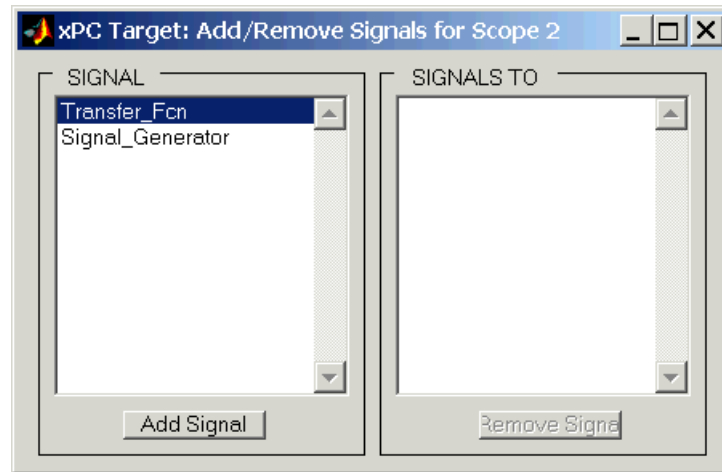 xPC Target: Add/Remove Signals for Scope 2
SIGNAL
SIGNALS TO
Transfer_Fcn
Signal_Generator
Add Signal
Remove Signa